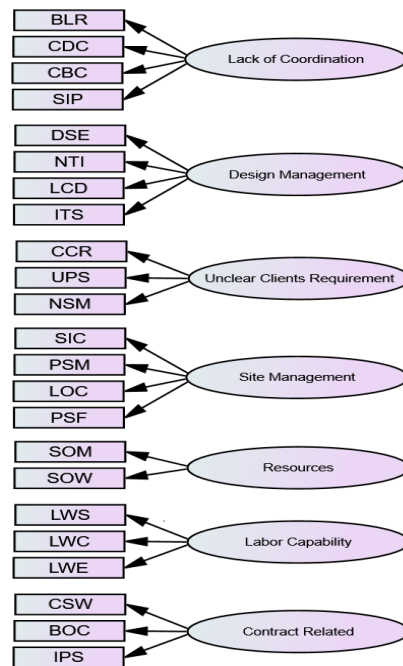 BLR
CDC
CBC
SIP
Lack of Coordination
DSE
NTI
LCD
ITS
Design Management
CCR
UPS
NSM
Unclear Clients Requirement
SIC
PSM
LOC
PSF
Site Management
SOM
SOW
Resources
LWS
LWC
LWE
Labor Capability
CSW
BOC
IPS
Contract Related